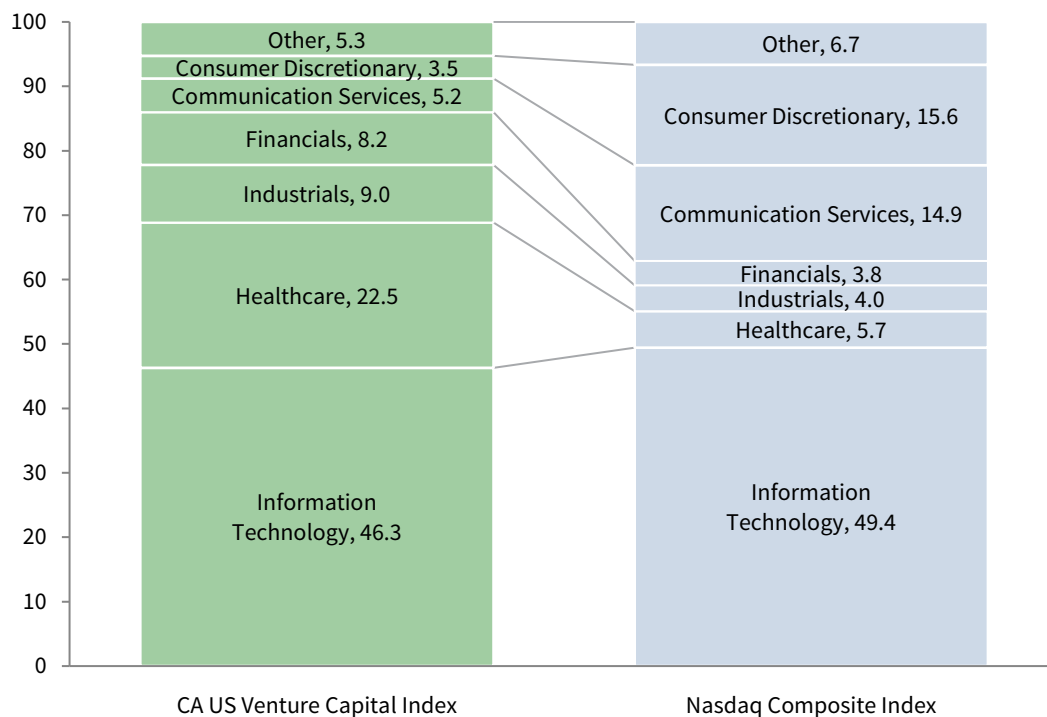 100
90
80
70
60
50
40
30
20
10
0
Other, 5.3
Consumer Discretionary, 3.5
Communication Services, 5.2
Financials, 8.2
Industrials, 9.0
Healthcare, 22.5
Information
Technology, 46.3
Other, 6.7
Consumer Discretionary, 15.6
Communication Services, 14.9
Financials, 3.8
Industrials, 4.0
Healthcare, 5.7
Information
Technology, 49.4
CA US Venture Capital Index
Nasdaq Composite Index